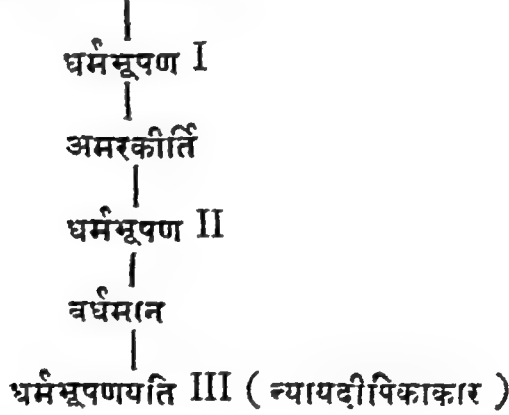 धर्मभूषण I
अमरकीर्ति
धर्मभूषण II
वर्धमान
धर्मभूषणयति III ( न्यायदीपिकाकार )